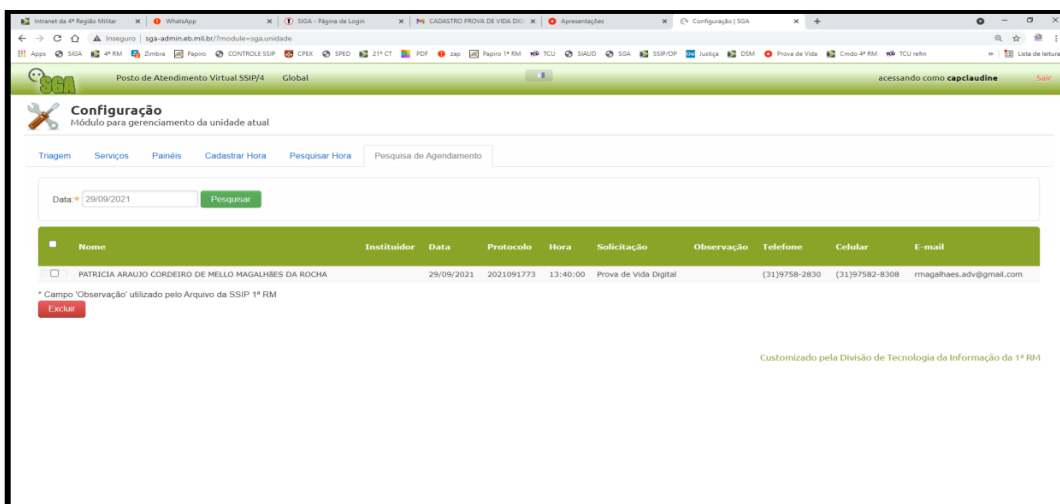 Intranet da 4ª Região Militar
WhatsApp
SIGA - Página de Login
CADASTRO PROVA DE VIDA DIG
Apresentações
Configuração | SGA
Inseguro | sga-admin.eb.mil.br/?module=sga.unidade
Apps SIGA 4ª RM Zimbra Papiro CONTROLE SSIP CPEX SPED 21º CT PDF zap Papiro 1ª RM TCU SIAUD SGA SSIP/OP Justiça DSM Prova de Vida Cmdo 4ª RM TCU refm » Lista de leitura
SGA
Posto de Atendimento Virtual SSIP/4 Global
acessando como capclaudine Sair
Configuração
Módulo para gerenciamento da unidade atual
Triagem Serviços Painéis Cadastrar Hora Pesquisar Hora Pesquisa de Agendamento
Data:* 29/09/2021 Pesquisar
Nome Instituidor Data Protocolo Hora Solicitação Observação Telefone Celular E-mail
PATRICIA ARAUJO CORDEIRO DE MELLO MAGALHãES DA ROCHA 29/09/2021 2021091773 13:40:00 Prova de Vida Digital (31)9758-2830 (31)97582-8308 rmagalhaes.adv@gmail.com
* Campo 'Observação' utilizado pelo Arquivo da SSIP 1ª RM
Excluir
Customizado pela Divisão de Tecnologia da Informação da 1ª RM